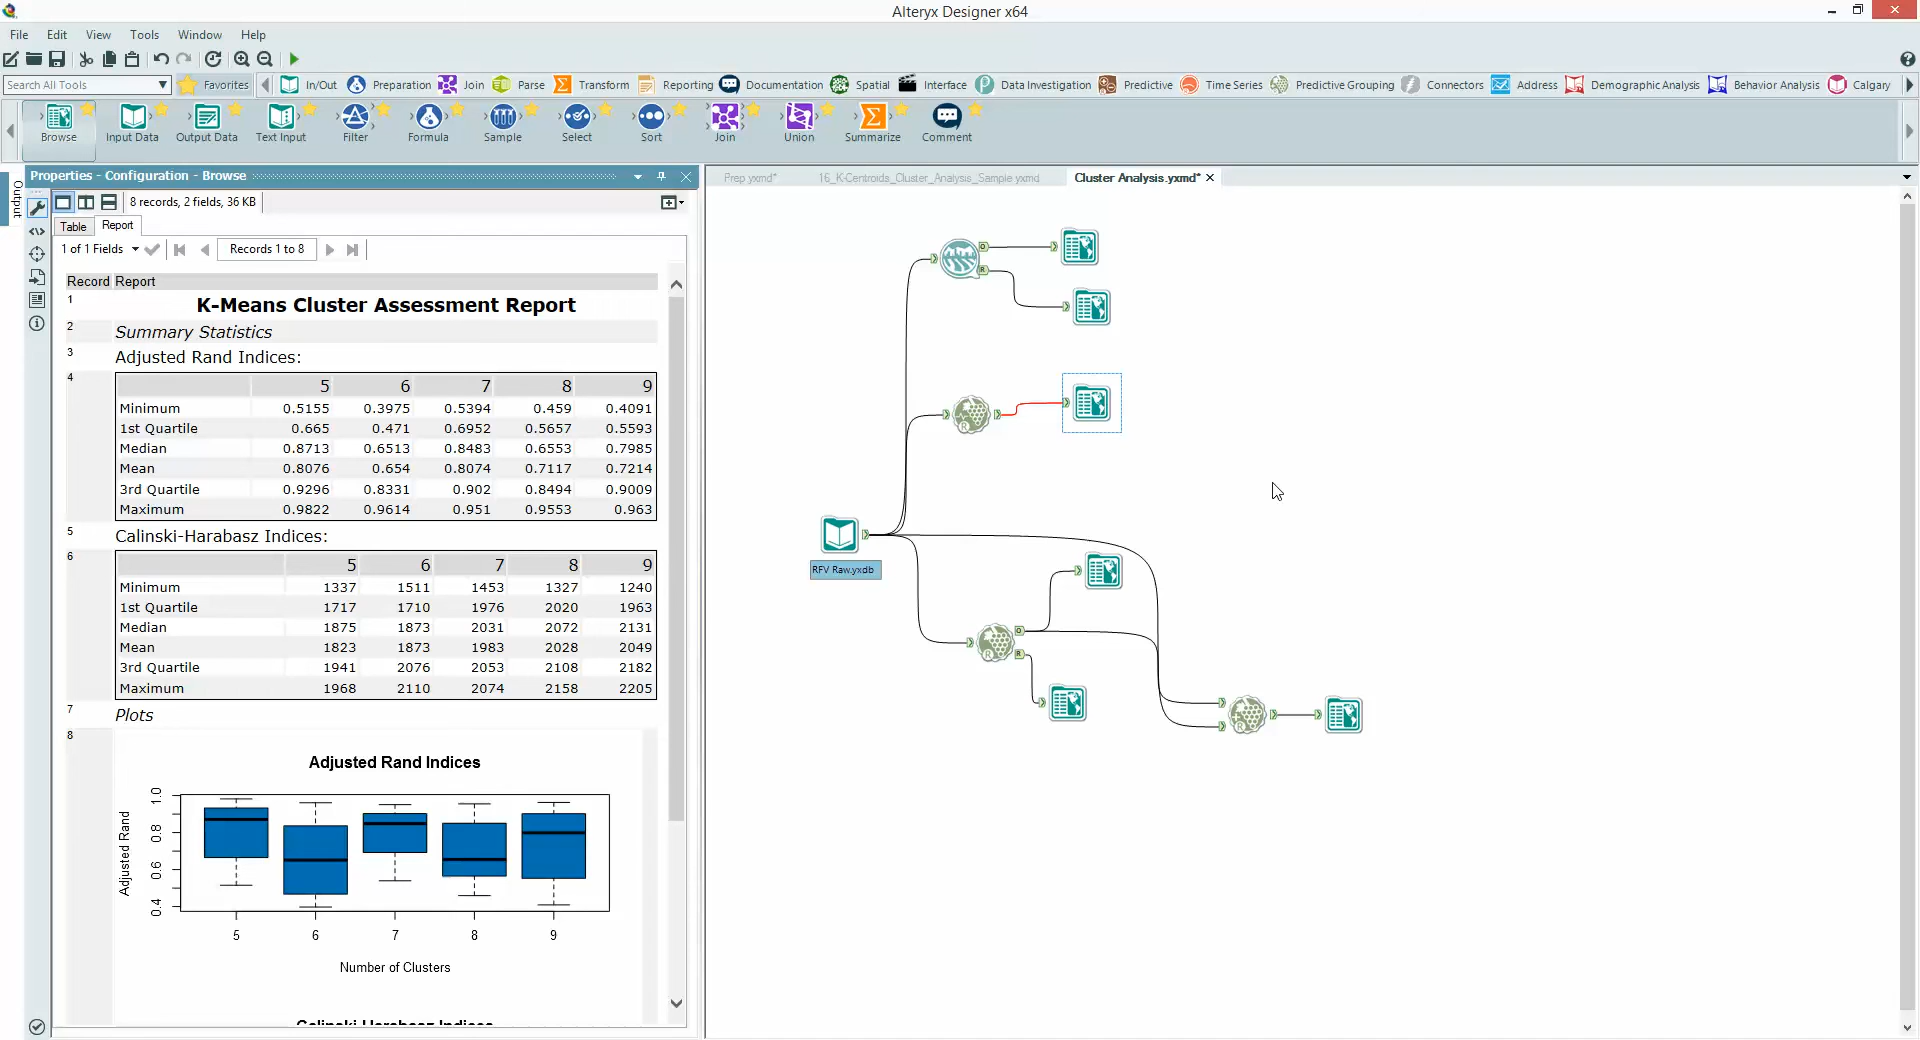 Alteryx Designer x64
File Edit View Tools Window Help
Search All Tools Favorites In/Out Preparation Join Parse Transform Reporting Documentation Spatial Interface Data Investigation Predictive Time Series Predictive Grouping Connectors Address Demographic Analysis Behavior Analysis Calgary
Browse Input Data Output Data Text Input Filter Formula Sample Select Sort Join Union Summarize Comment
Output
Properties - Configuration - Browse
8 records, 2 fields, 36 KB
Table Report
1 of 1 Fields Records 1 to 8
Record Report
1 K-Means Cluster Assessment Report
2 Summary Statistics
3 Adjusted Rand Indices:
4 5 6 7 8 9
Minimum 0.5155 0.3975 0.5394 0.459 0.4091
1st Quartile 0.665 0.471 0.6952 0.5657 0.5593
Median 0.8713 0.6513 0.8483 0.6553 0.7985
Mean 0.8076 0.654 0.8074 0.7117 0.7214
3rd Quartile 0.9296 0.8331 0.902 0.8494 0.9009
Maximum 0.9822 0.9614 0.951 0.9553 0.963
5 Calinski-Harabasz Indices:
6 5 6 7 8 9
Minimum 1337 1511 1453 1327 1240
1st Quartile 1717 1710 1976 2020 1963
Median 1875 1873 2031 2072 2131
Mean 1823 1873 1983 2028 2049
3rd Quartile 1941 2076 2053 2108 2182
Maximum 1968 2110 2074 2158 2205
7 Plots
8
Adjusted Rand Indices
Adjusted Rand
1.0
0.8
0.6
0.4
5 6 7 8 9
Number of Clusters
Calinski-Harabasz Indices
Prep.yxmd* 16_K-Centroids_Cluster_Analysis_Sample.yxmd Cluster Analysis.yxmd*
O
R
R
RFV Raw.yxdb
O
R
R
R